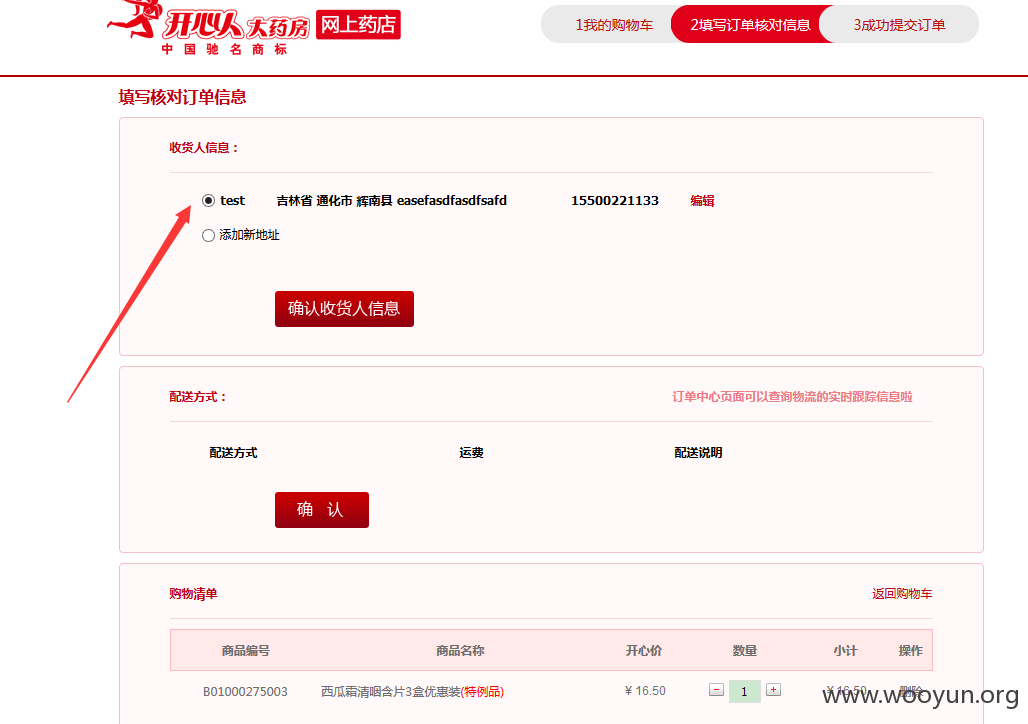 开心人大药房 网上药店
中国驰名商标
1我的购物车 2填写订单核对信息 3成功提交订单
填写核对订单信息
收货人信息：
test 吉林省 通化市 辉南县 easefasdfasdfsafd 15500221133 编辑
添加新地址
确认收货人信息
配送方式： 订单中心页面可以查询物流的实时跟踪信息啦
配送方式 运费 配送说明
确 认
购物清单 返回购物车
商品编号 商品名称 开心价 数量 小计 操作
B01000275003 西瓜霜清咽含片3盒优惠装(特例品) ¥ 16.50 - 1 + ¥ 16.50 删除
www.wooyun.org